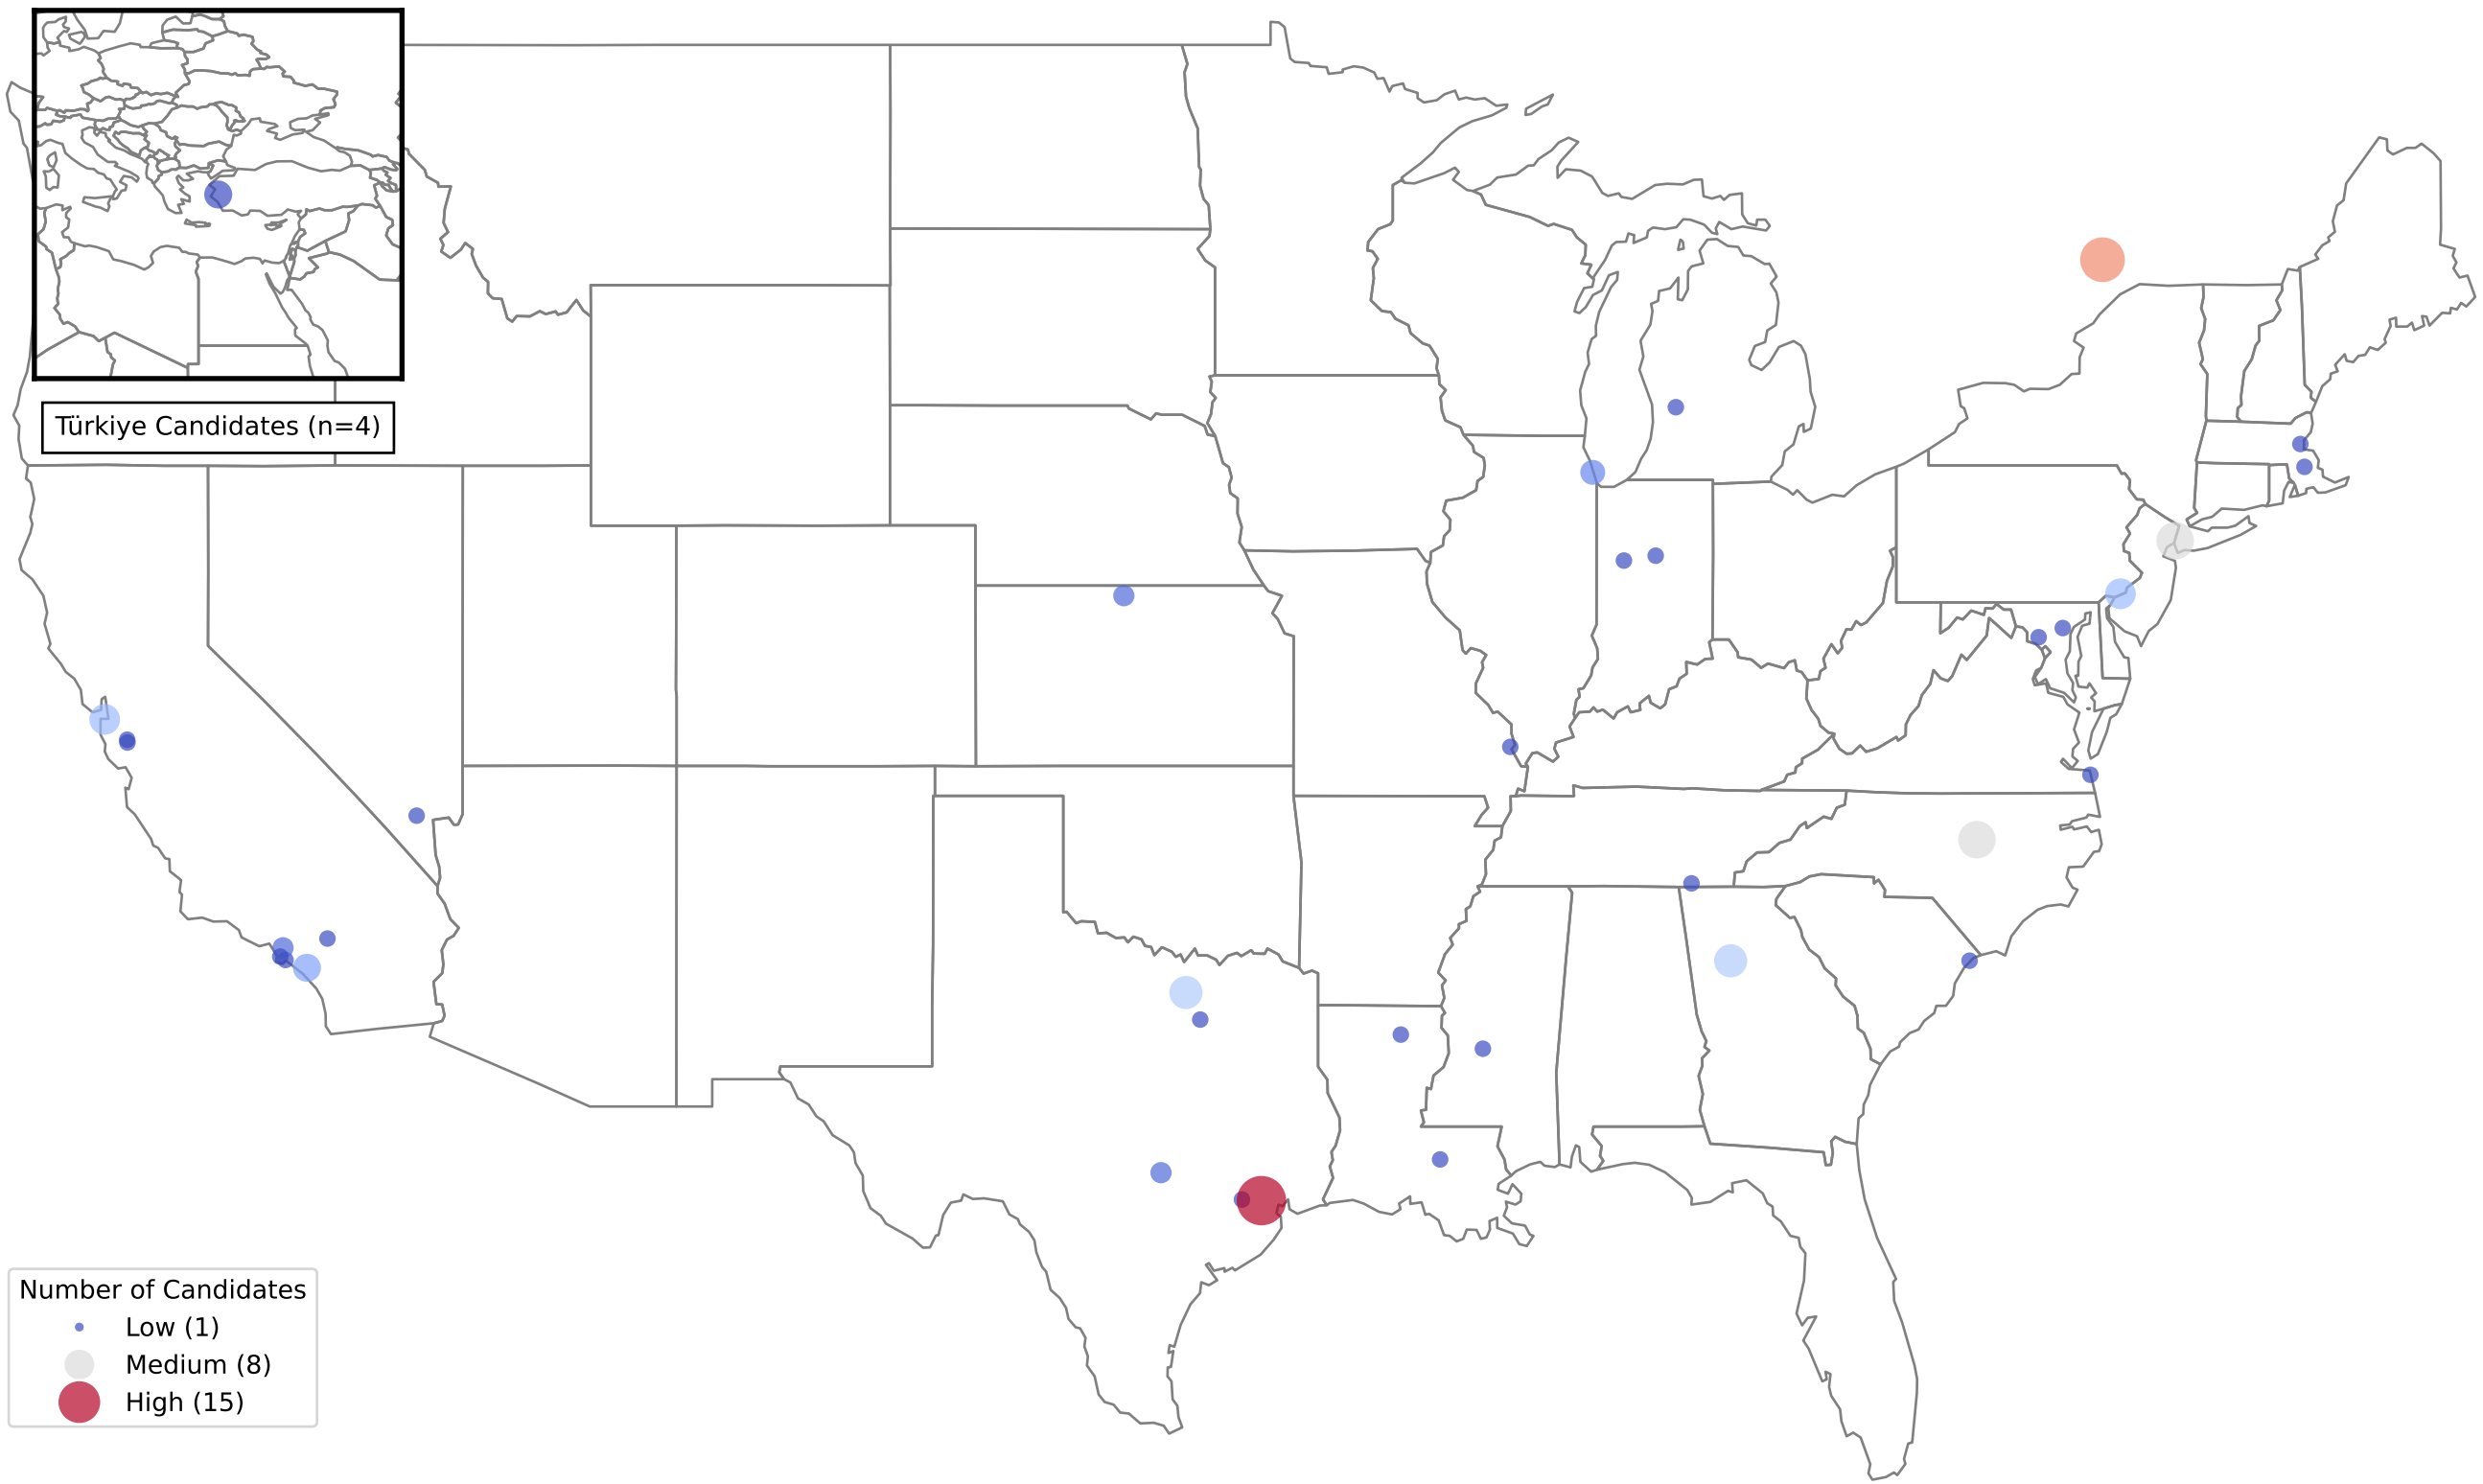 Türkiye Candidates (n=4)
Number of Candidates
Low (1)
Medium (8)
High (15)